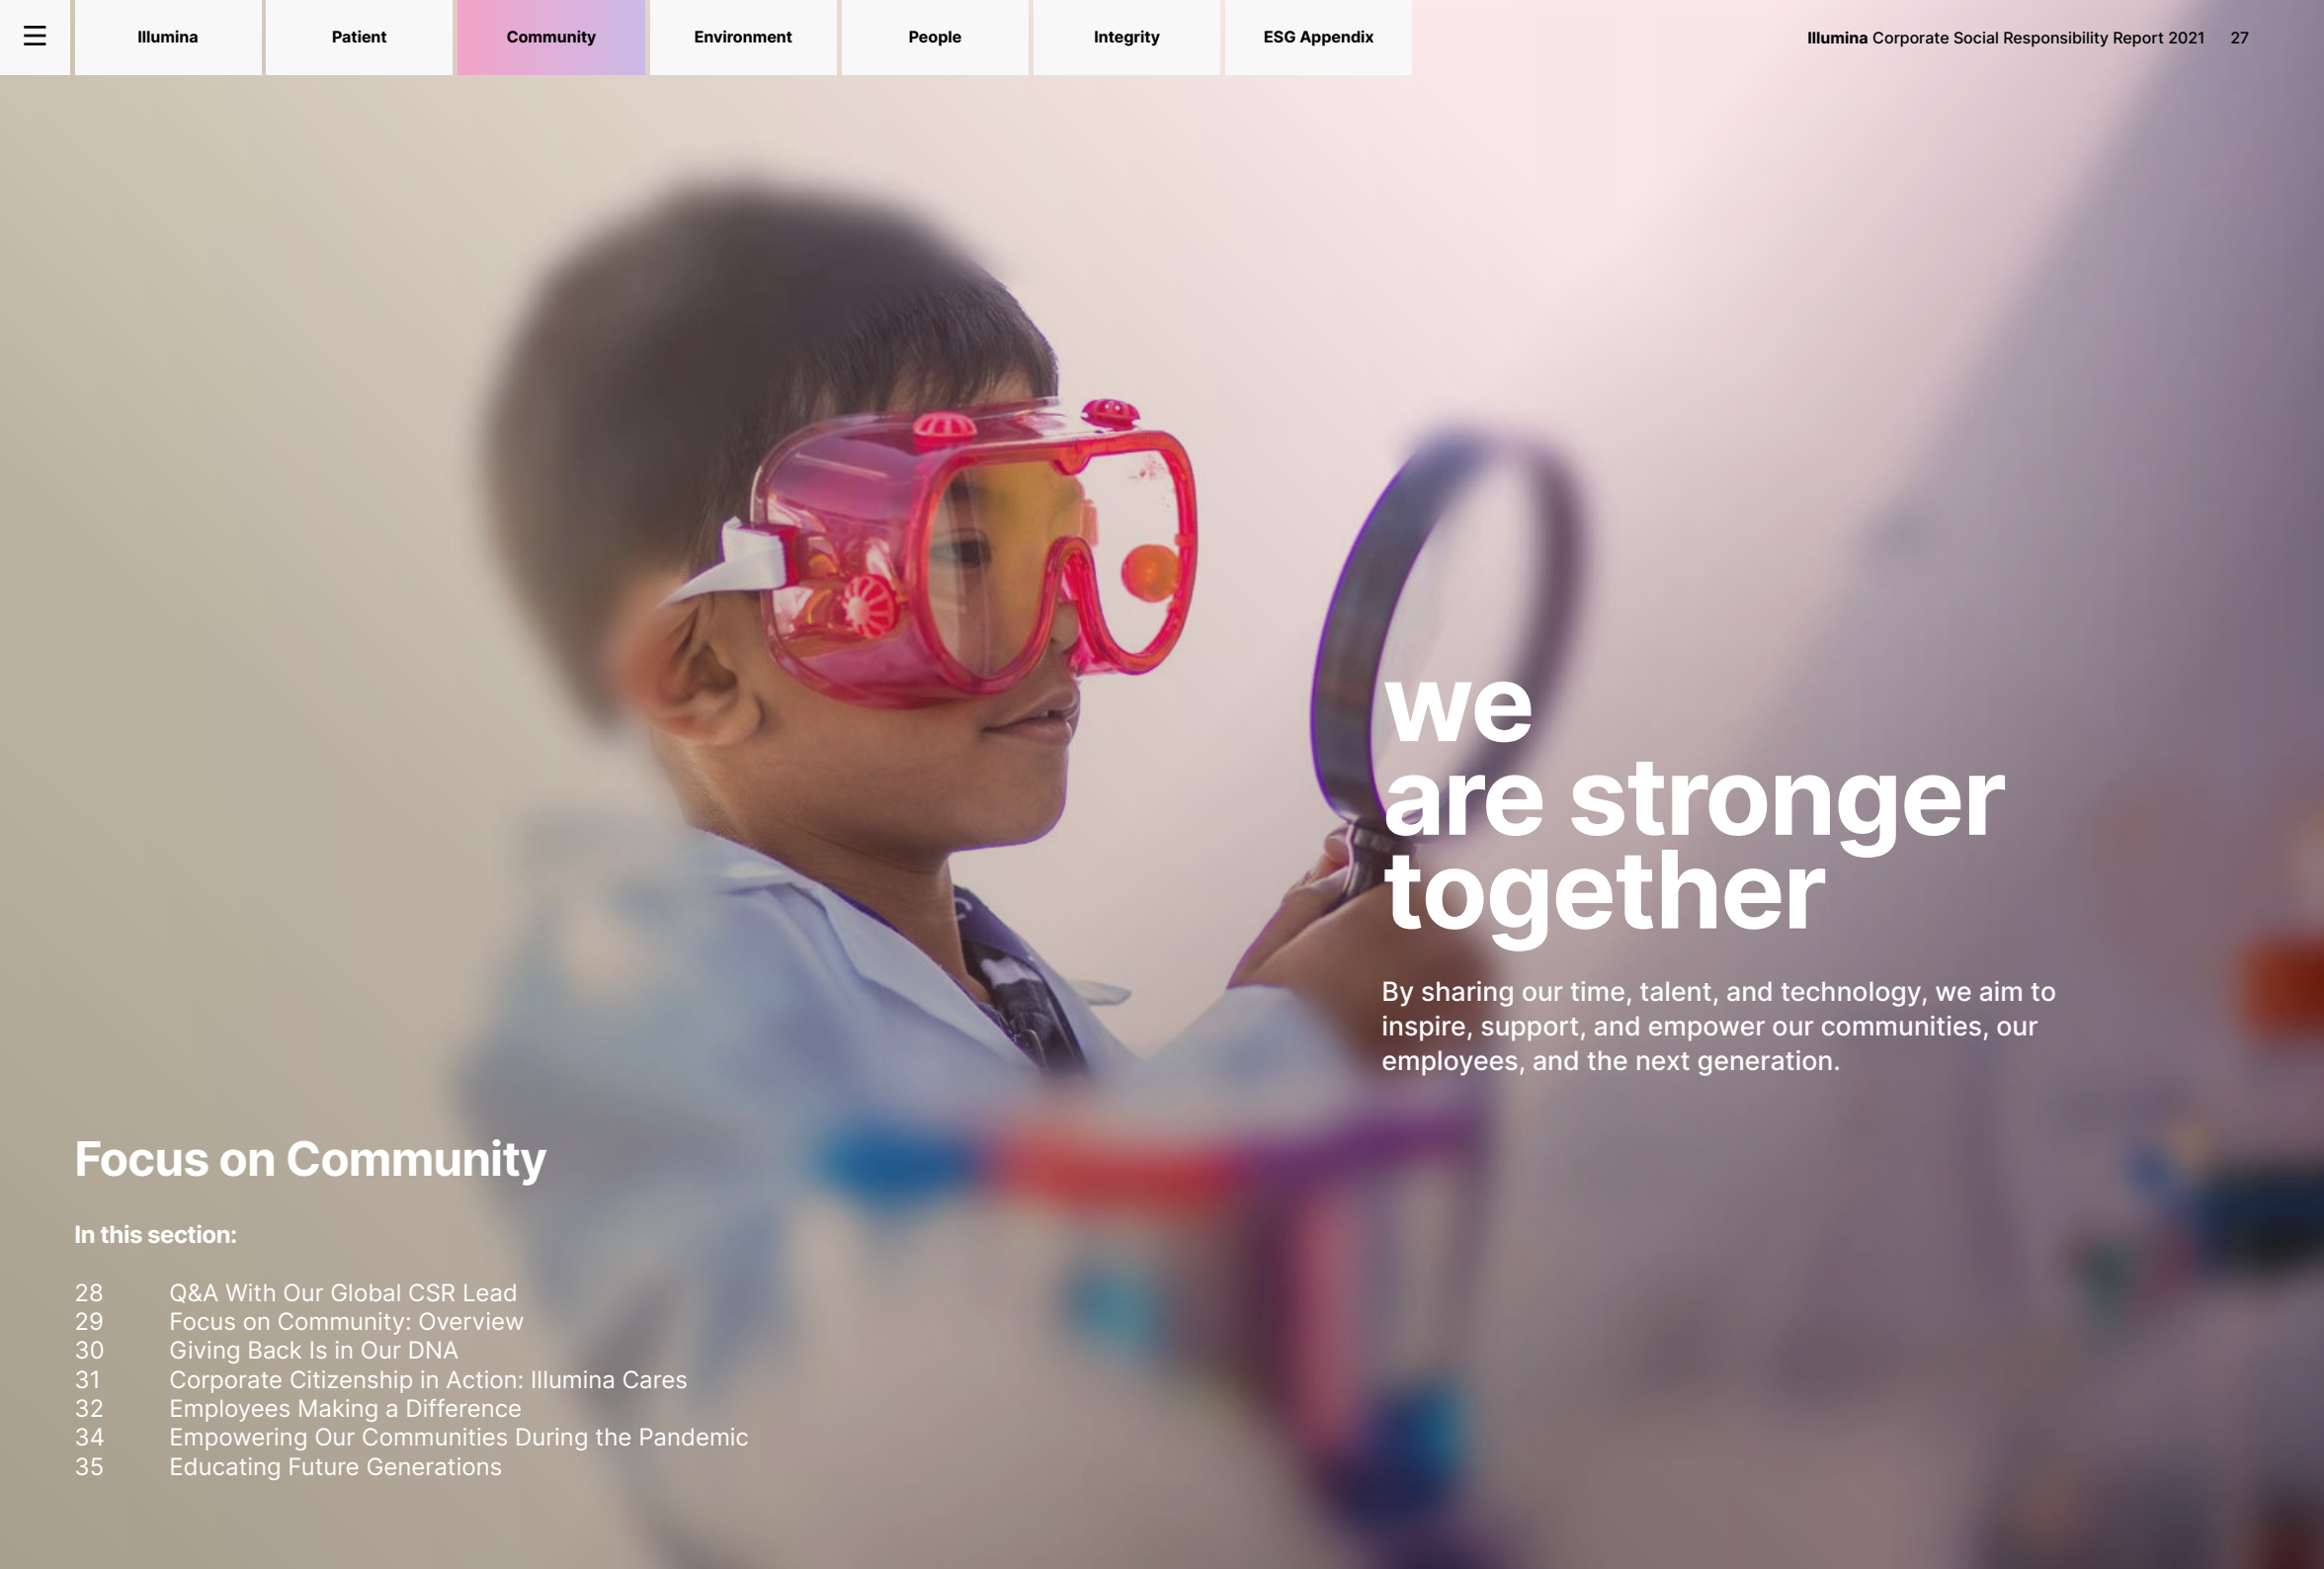 Illumina
Patient
Community
Environment
People
Integrity
ESG Appendix
Illumina Corporate Social Responsibility Report 2021 27
we
are stronger
together
By sharing our time, talent, and technology, we aim to
inspire, support, and empower our communities, our
employees, and the next generation.
Focus on Community
In this section:
28 Q&A With Our Global CSR Lead
29 Focus on Community: Overview
30 Giving Back Is in Our DNA
31 Corporate Citizenship in Action: Illumina Cares
32 Employees Making a Difference
34 Empowering Our Communities During the Pandemic
35 Educating Future Generations